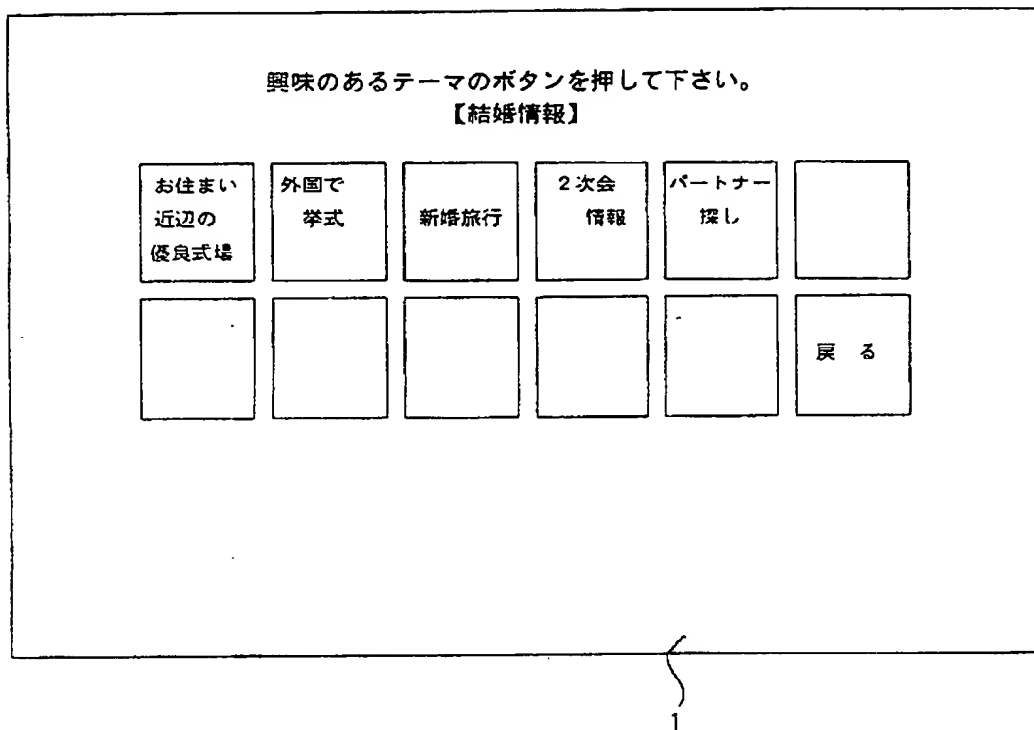 興味のあるテーマのボタンを押して下さい。
【結婚情報】
お住まい
近辺の
優良式場
外国で
挙式
新婚旅行
2次会
情報
パートナー
探し
戻 る
1